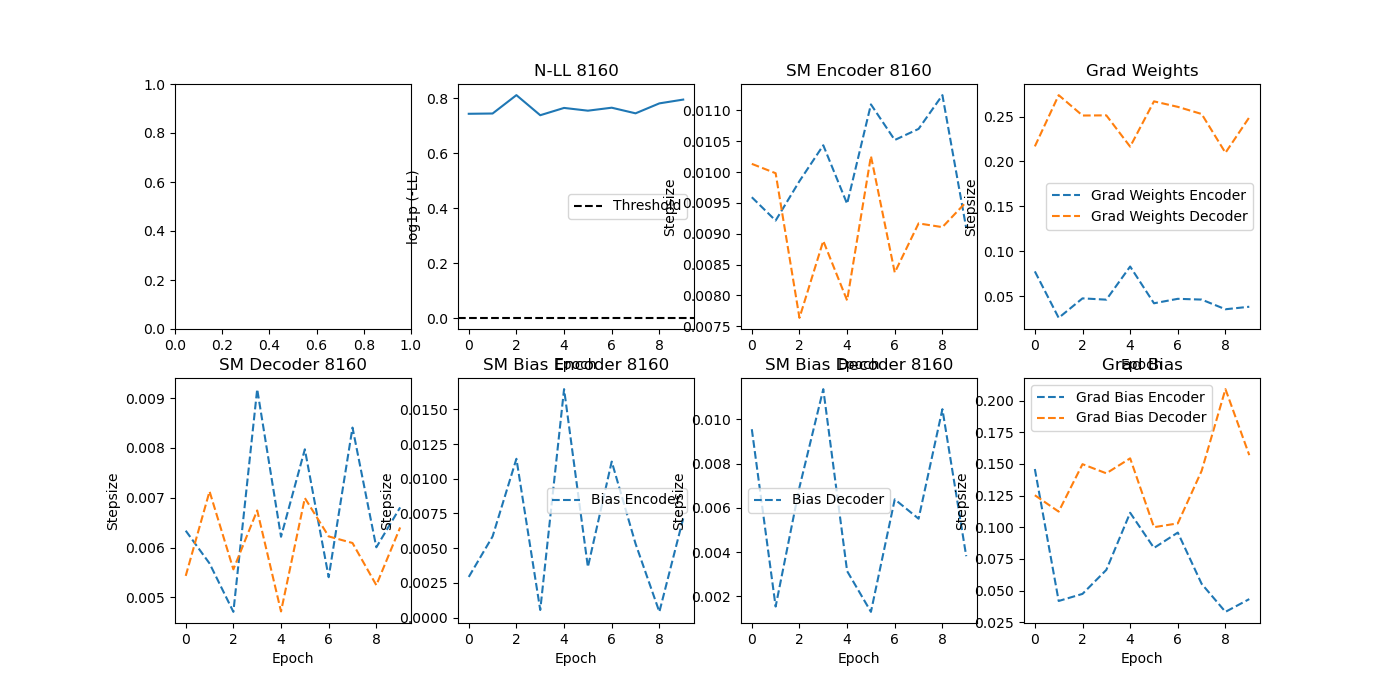 N-LL 8160
SM Encoder 8160
Grad Weights
1.0
0.8
0.6
0.4
0.2
0.0
0.0 0.2 0.4 0.6 0.8 1.0
log1p (-LL)
0.8
0.6
0.4
0.2
0.0
Threshold
0 2 4 6 8
Epoch
Stepsize
0.0110
0.0105
0.0100
0.0095
0.0090
0.0085
0.0080
0.0075
0 2 4 6 8
Epoch
Stepsize
0.25
0.20
0.15
0.10
0.05
Grad Weights Encoder
Grad Weights Decoder
0 2 4 6 8
Epoch
SM Decoder 8160
SM Bias Encoder 8160
SM Bias Decoder 8160
Grad Bias
Stepsize
0.009
0.008
0.007
0.006
0.005
0 2 4 6 8
Epoch
Stepsize
0.0150
0.0125
0.0100
0.0075
0.0050
0.0025
0.0000
Bias Encoder
0 2 4 6 8
Epoch
Stepsize
0.010
0.008
0.006
0.004
0.002
Bias Decoder
0 2 4 6 8
Epoch
Stepsize
0.200
0.175
0.150
0.125
0.100
0.075
0.050
0.025
Grad Bias Encoder
Grad Bias Decoder
0 2 4 6 8
Epoch